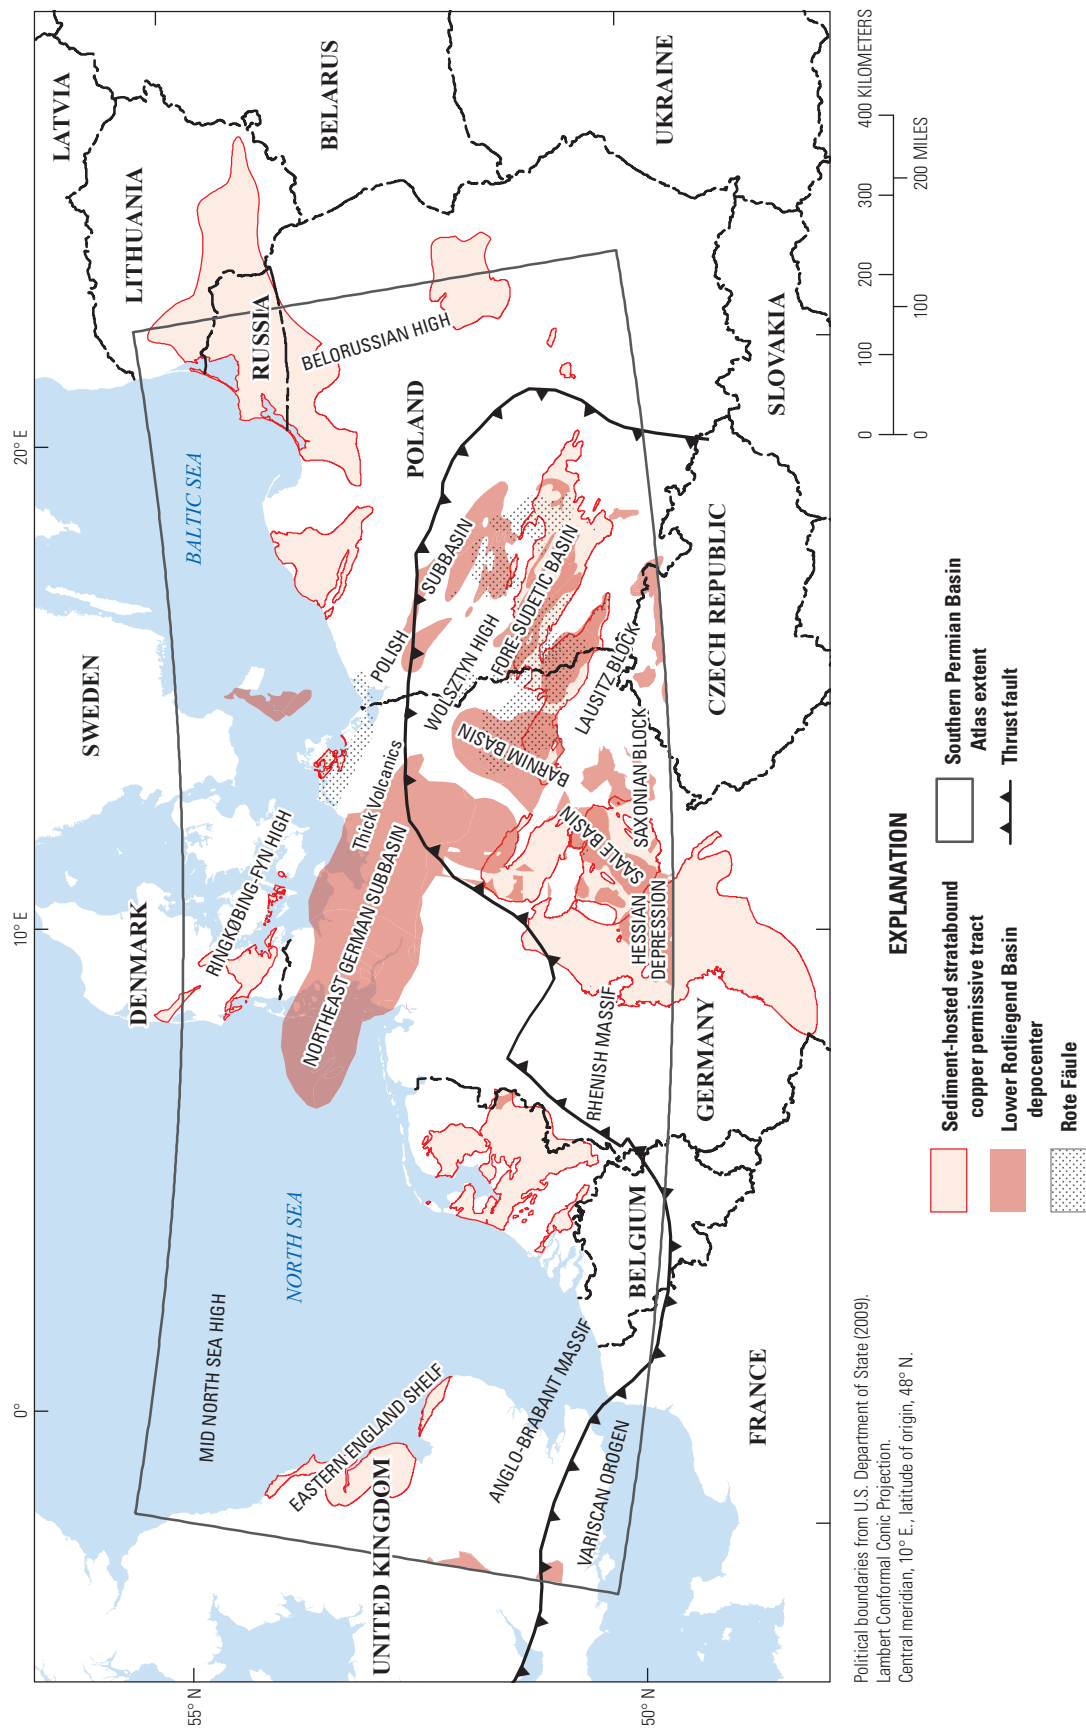 0°
10° E
20° E
55° N
50° N
SWEDEN
DENMARK
LATVIA
LITHUANIA
RUSSIA
BELARUS
UKRAINE
POLAND
SLOVAKIA
CZECH REPUBLIC
GERMANY
BELGIUM
FRANCE
UNITED KINGDOM
BALTIC SEA
NORTH SEA
MID NORTH SEA HIGH
RINGKØBING-FYN HIGH
BELORUSSIAN HIGH
EASTERN ENGLAND SHELF
ANGLO-BRABANT MASSIF
VARISCAN OROGEN
RHENISH MASSIF
NORTHEAST GERMAN SUBBASIN
Thick Volcanics
POLISH
SUBBASIN
WOLSZTYN HIGH
FORE-SUDETIC BASIN
BARNIM BASIN
LAUSITZ BLOCK
SAXONIAN BLOCK
SAALE BASIN
HESSIAN
DEPRESSION
Political boundaries from U.S. Department of State (2009).
Lambert Conformal Conic Projection.
Central meridian, 10° E., latitude of origin, 48° N.
0 100 200 300 400 KILOMETERS
0 100 200 MILES
EXPLANATION
Sediment-hosted stratabound
copper permissive tract
Lower Rotliegend Basin
depocenter
Rote Fäule
Southern Permian Basin
Atlas extent
Thrust fault